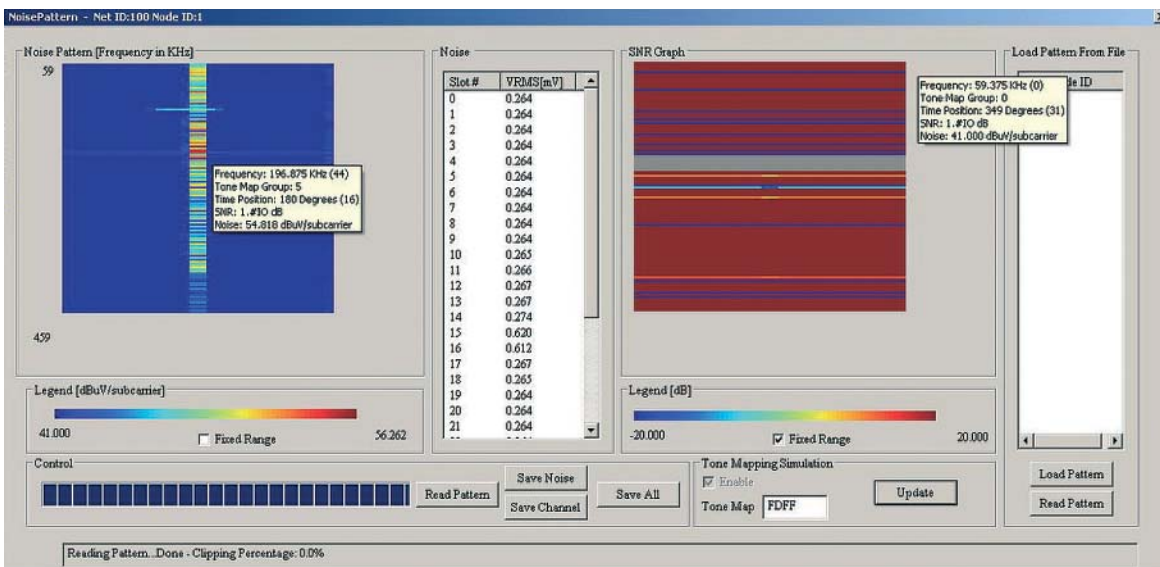 NoisePattern - Net ID:100 Node ID:1
Noise Pattern [Frequency in KHz]
59
459
Frequency: 196.875 KHz (44)
Tone Map Group: 5
Time Position: 180 Degrees (16)
SNR: 1.#IO dB
Noise: 54.818 dBuV/subcarrier
Legend [dBuV/subcarrier]
41.000
Fixed Range
56.262
Noise
Slot # VRMS[mV]
0 0.264
1 0.264
2 0.264
3 0.264
4 0.264
5 0.264
6 0.264
7 0.264
8 0.264
9 0.264
10 0.265
11 0.266
12 0.267
13 0.267
14 0.274
15 0.620
16 0.612
17 0.267
18 0.265
19 0.264
20 0.264
21 0.264
SNR Graph
Frequency: 59.375 KHz (0)
Tone Map Group: 0
Time Position: 349 Degrees (31)
SNR: 1.#IO dB
Noise: 41.000 dBuV/subcarrier
Legend [dB]
-20.000
Fixed Range
20.000
Load Pattern From File
ID
Load Pattern
Read Pattern
Control
Read Pattern
Save Noise
Save Channel
Save All
Tone Mapping Simulation
Enable
Tone Map FDFF
Update
Reading Pattern...Done - Clipping Percentage: 0.0%